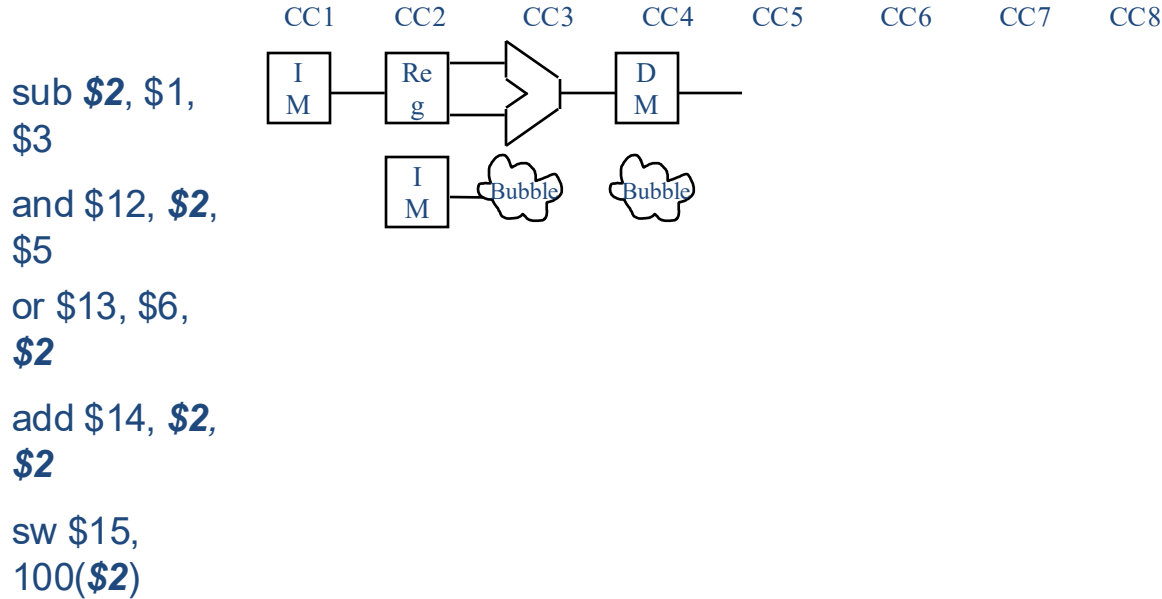 CC1 CC2 CC3 CC4 CC5 CC6 CC7 CC8
sub $2, $1,
$3
I
M
Re
g
D
M
and $12, $2,
$5
I
M
Bubble
Bubble
or $13, $6,
$2
add $14, $2,
$2
sw $15,
100($2)